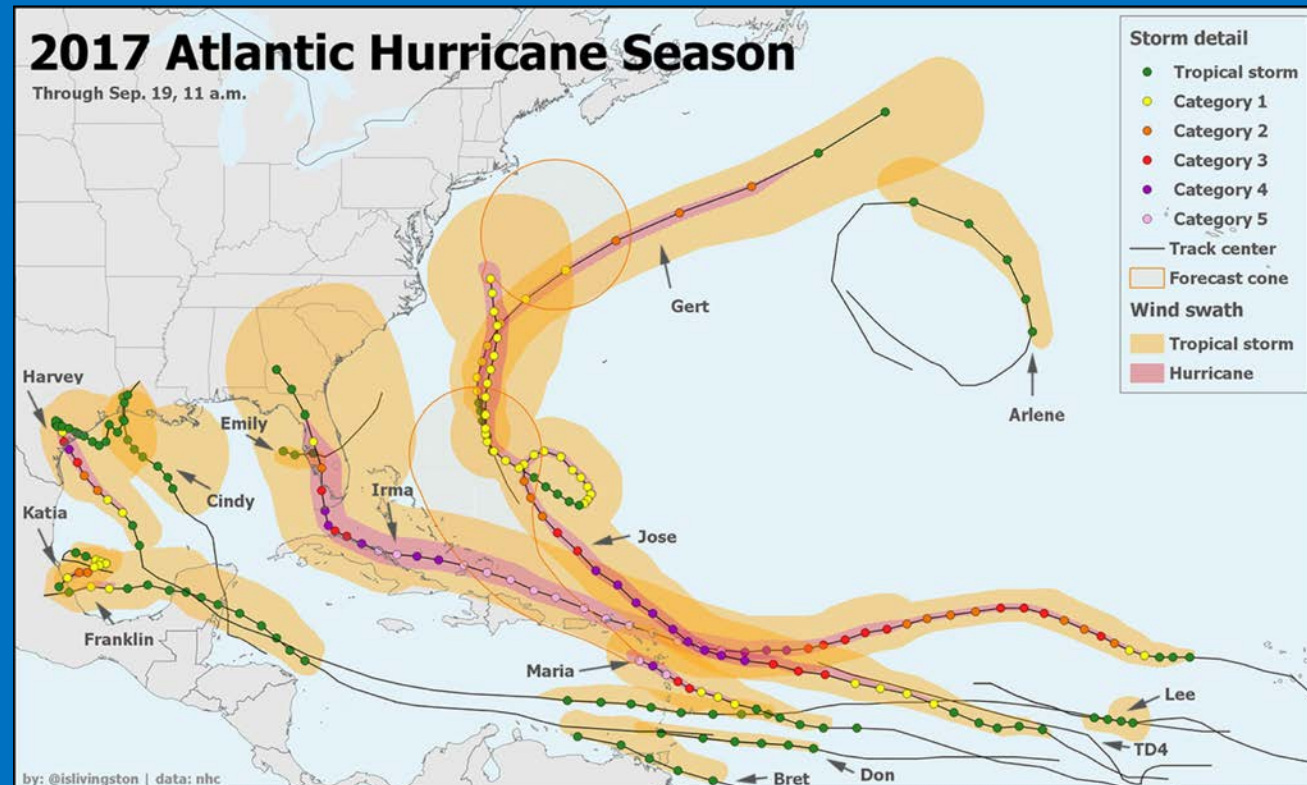 2017 Atlantic Hurricane Season
Through Sep. 19, 11 a.m.
Storm detail
Tropical storm
Category 1
Category 2
Category 3
Category 4
Category 5
Track center
Forecast cone
Wind swath
Tropical storm
Hurricane
Gert
Arlene
Harvey
Emily
Cindy
Irma
Katia
Jose
Franklin
Maria
Lee
TD4
Don
Bret
by: @islivingston | data: nhc